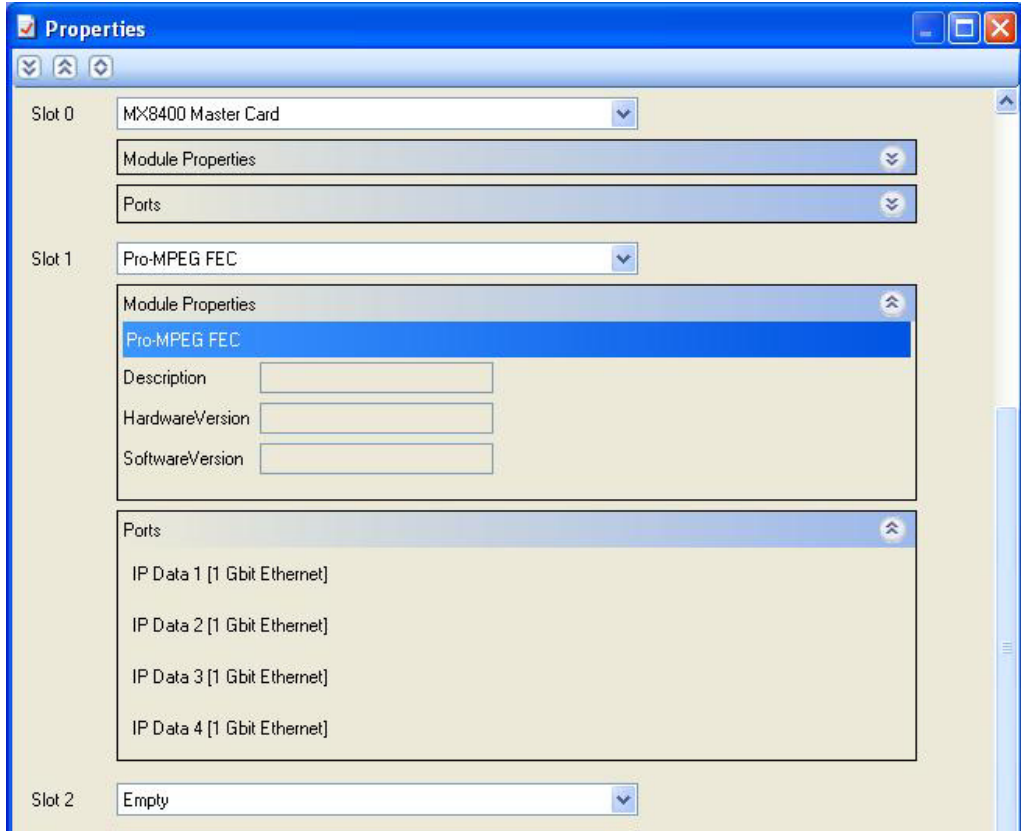 Properties
Slot 0 MX8400 Master Card
Module Properties
Ports
Slot 1 Pro-MPEG FEC
Module Properties
Pro-MPEG FEC
Description
HardwareVersion
SoftwareVersion
Ports
IP Data 1 [1 Gbit Ethernet]
IP Data 2 [1 Gbit Ethernet]
IP Data 3 [1 Gbit Ethernet]
IP Data 4 [1 Gbit Ethernet]
Slot 2 Empty